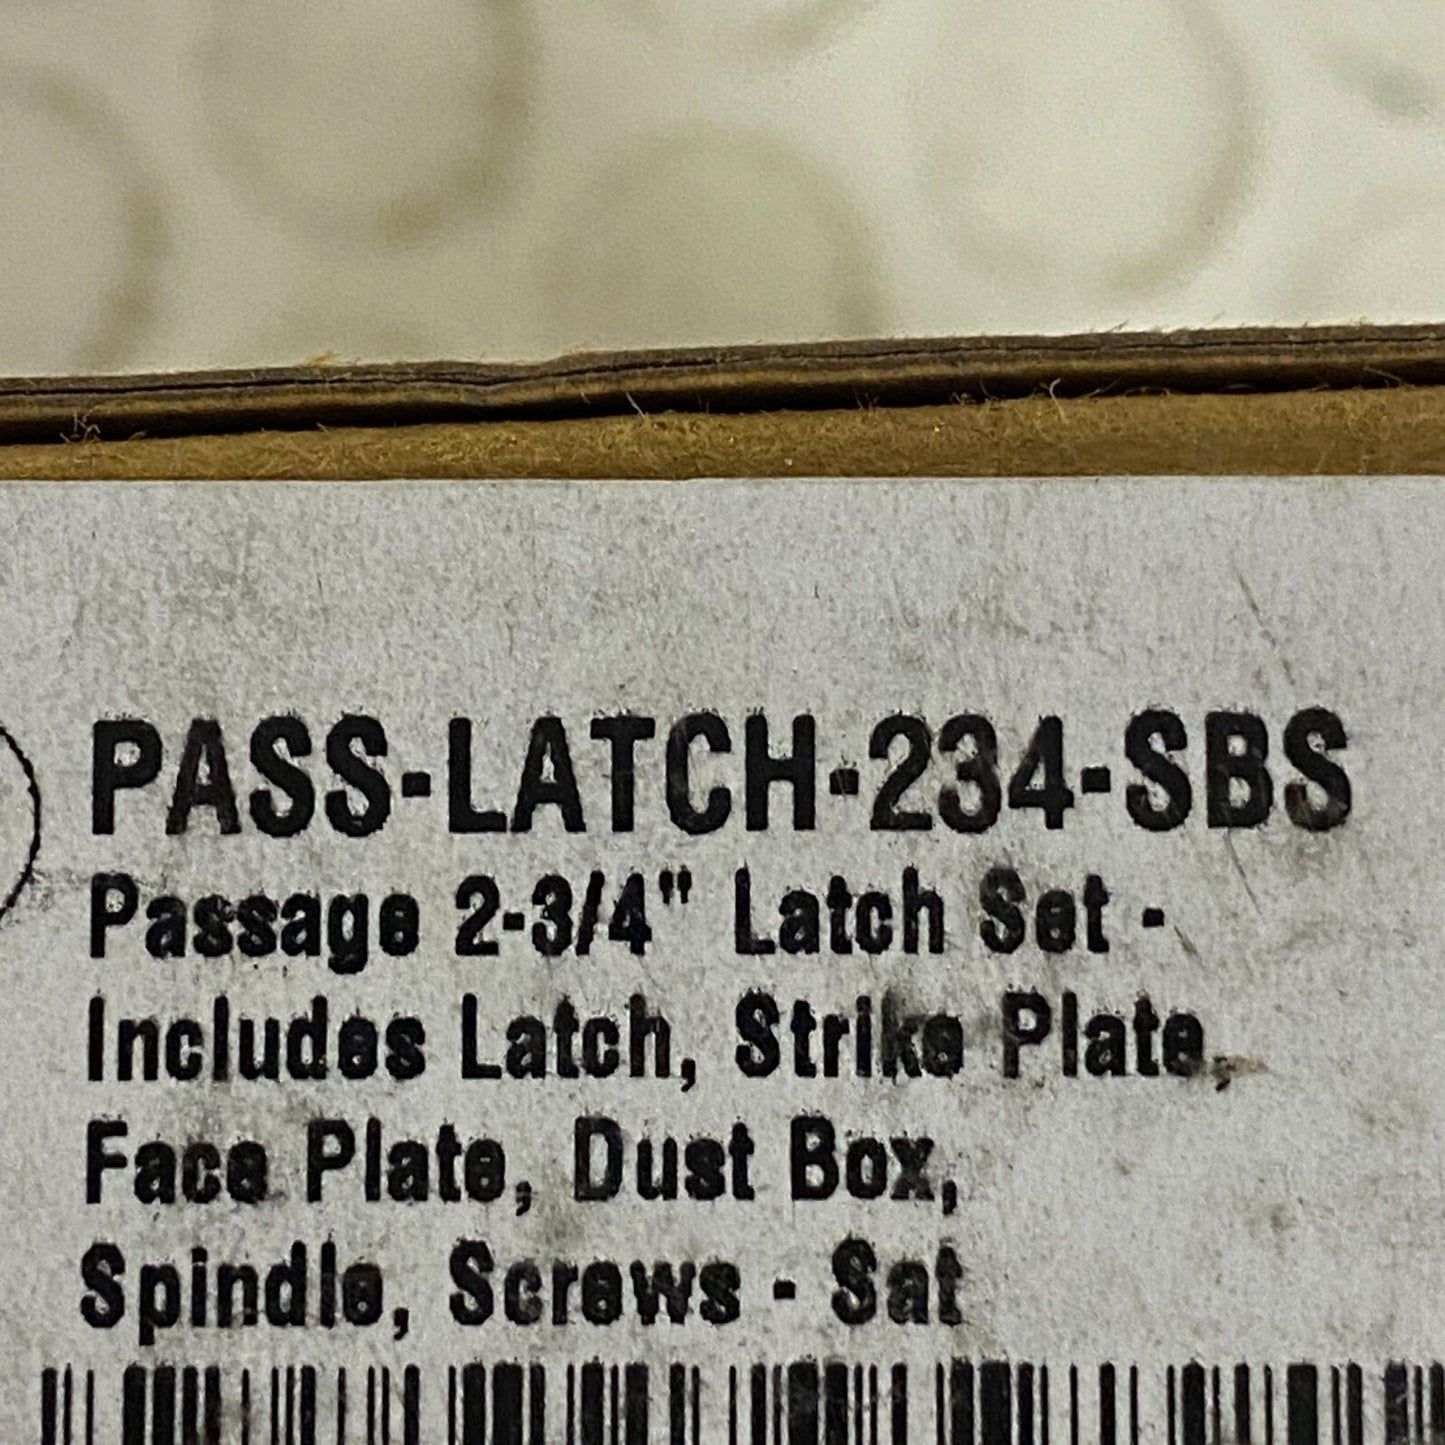 PASS-LATCH-234-SBS
Passage 2-3/4" Latch Set -
Includes Latch, Strike Plate,
Face Plate, Dust Box,
Spindle, Screws - Sat